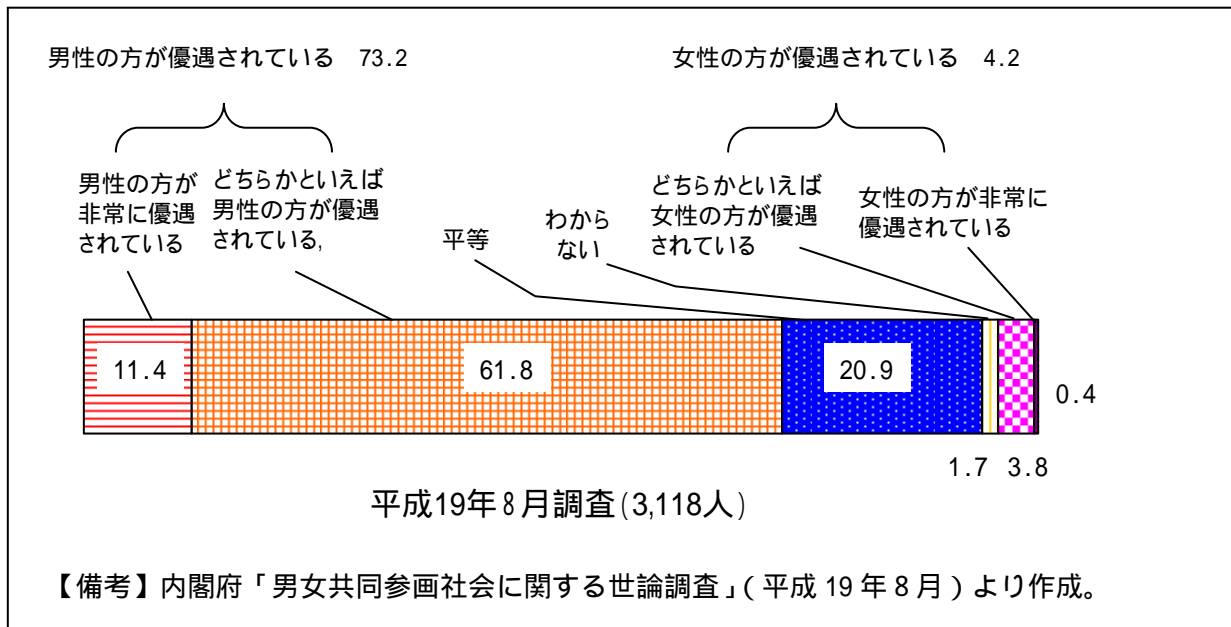 男性の方が優遇されている 73.2
女性の方が優遇されている 4.2
男性の方が
非常に優遇
されている
どちらかといえば
男性の方が優遇
されている,
平等
わから
ない
どちらかといえば
女性の方が優遇
されている
女性の方が非常に
優遇されている
11.4
61.8
20.9
0.4
1.7
3.8
平成19年8月調査(3,118人)
【備考】内閣府「男女共同参画社会に関する世論調査」(平成 19 年 8 月)より作成。